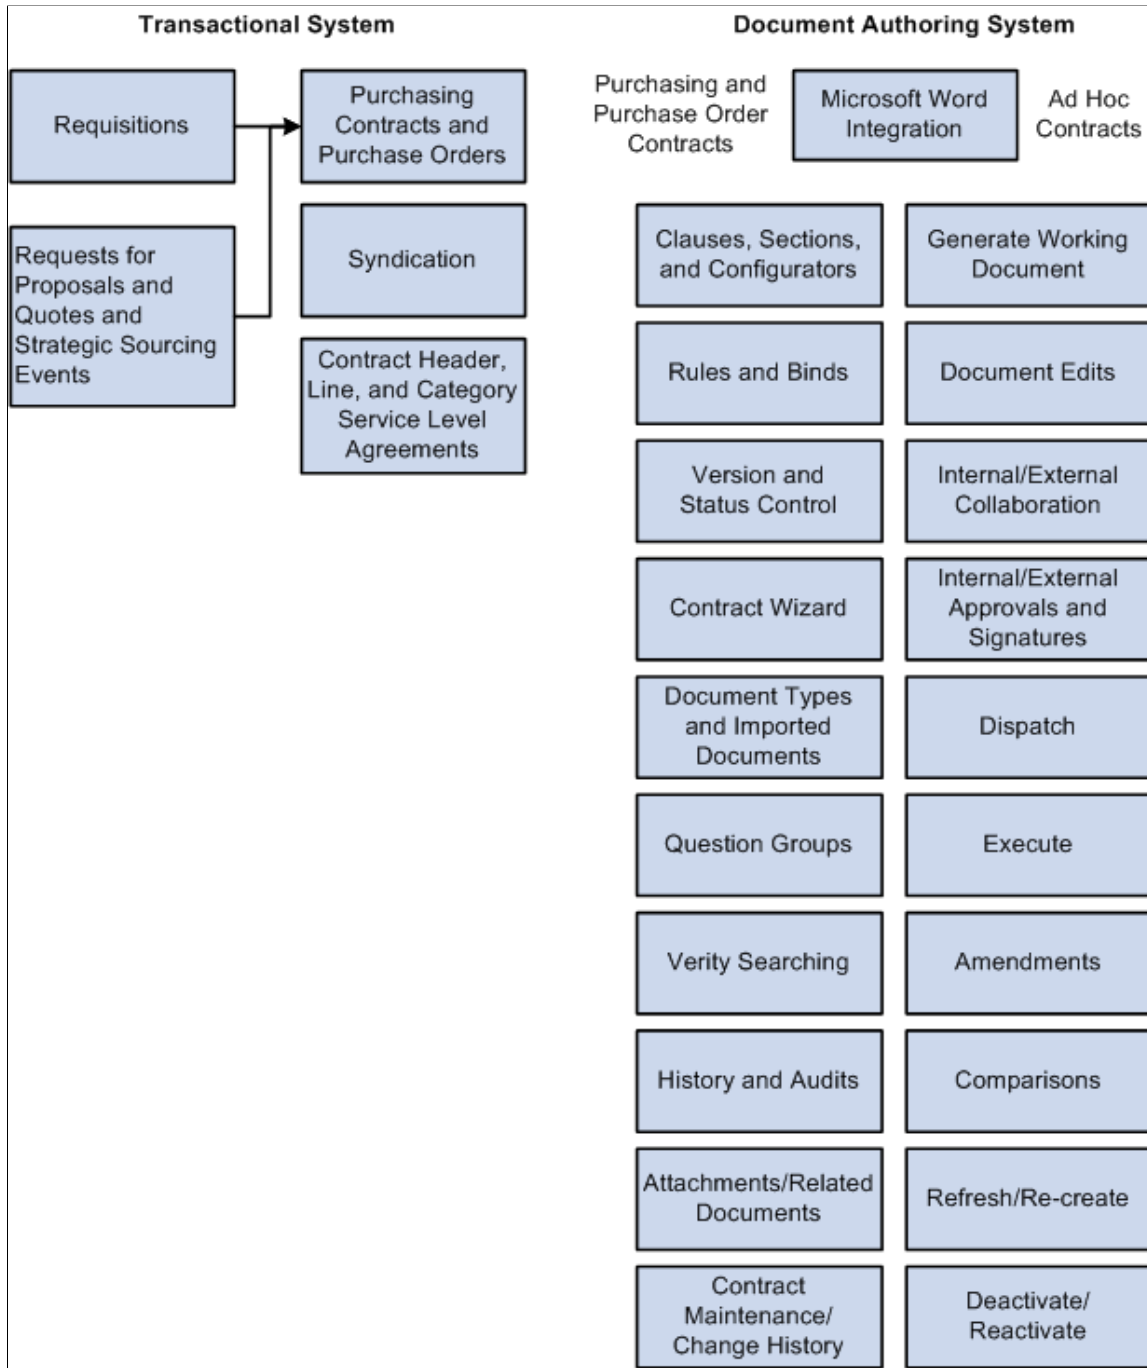 Transactional System
Requisitions
Purchasing
Contracts and
Purchase Orders
Requests for
Proposals and
Quotes and
Strategic Sourcing
Events
Syndication
Contract Header,
Line, and Category
Service Level
Agreements
Document Authoring System
Purchasing and
Purchase Order
Contracts
Microsoft Word
Integration
Ad Hoc
Contracts
Clauses, Sections,
and Configurators
Generate Working
Document
Rules and Binds
Document Edits
Version and
Status Control
Internal/External
Collaboration
Contract Wizard
Internal/External
Approvals and
Signatures
Document Types
and Imported
Documents
Dispatch
Question Groups
Execute
Verity Searching
Amendments
History and Audits
Comparisons
Attachments/Related
Documents
Refresh/Re-create
Contract
Maintenance/
Change History
Deactivate/
Reactivate